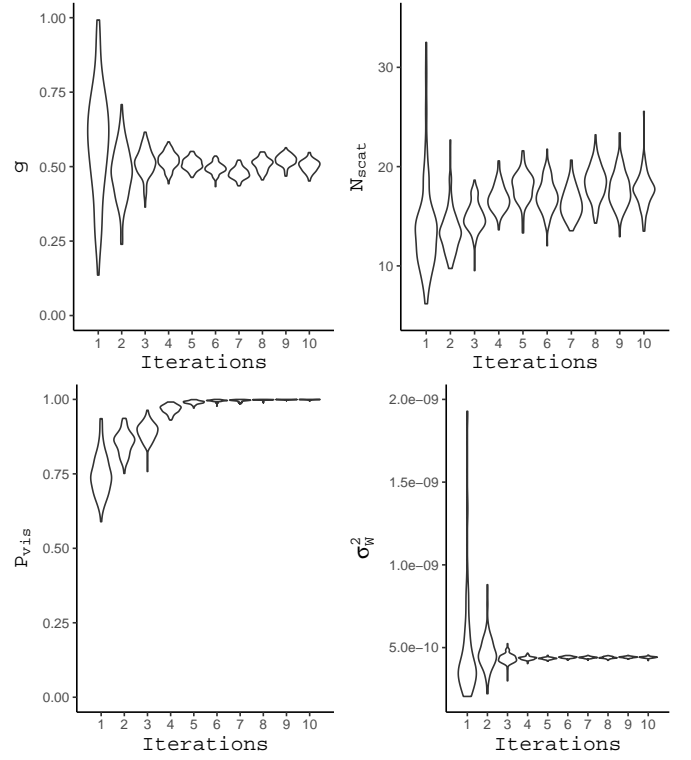 1.00
0.75
0.50
0.25
0.00
g
1 2 3 4 5 6 7 8 9 10
Iterations
30
20
10
Nscat
1 2 3 4 5 6 7 8 9 10
Iterations
1.00
0.75
0.50
0.25
0.00
Pvis
1 2 3 4 5 6 7 8 9 10
Iterations
2.0e−09
1.5e−09
1.0e−09
5.0e−10
σ²W
1 2 3 4 5 6 7 8 9 10
Iterations